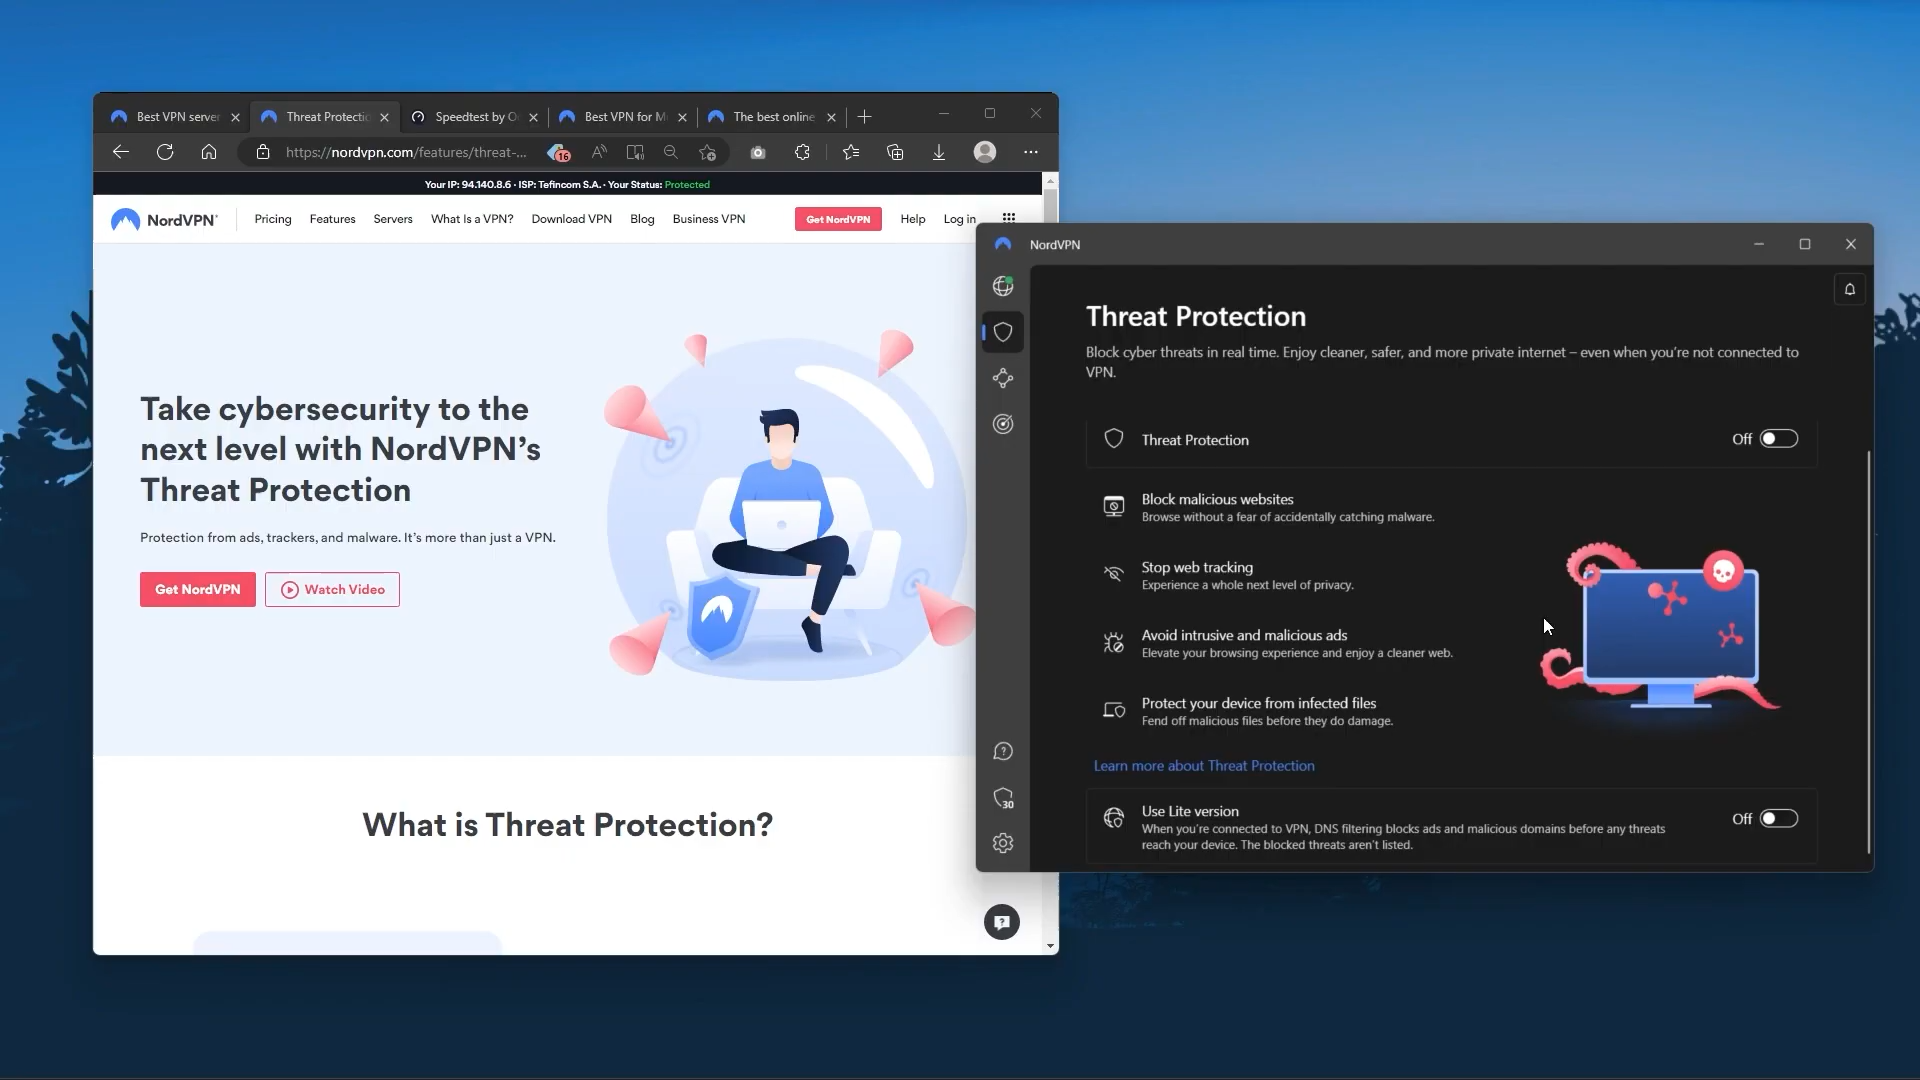 Best VPN server
Threat Protectio
Speedtest by O
Best VPN for M
The best online
https://nordvpn.com/features/threat-...
16
Your IP: 94.140.8.6 · ISP: Tefincom S.A. · Your Status: Protected
NordVPN®
Pricing
Features
Servers
What Is a VPN?
Download VPN
Blog
Business VPN
Get NordVPN
Help
Log in
Take cybersecurity to the
next level with NordVPN’s
Threat Protection
Protection from ads, trackers, and malware. It’s more than just a VPN.
Get NordVPN
Watch Video
What is Threat Protection?
NordVPN
Threat Protection
Block cyber threats in real time. Enjoy cleaner, safer, and more private internet – even when you’re not connected to
VPN.
Threat Protection
Off
Block malicious websites
Browse without a fear of accidentally catching malware.
Stop web tracking
Experience a whole next level of privacy.
Avoid intrusive and malicious ads
Elevate your browsing experience and enjoy a cleaner web.
Protect your device from infected files
Fend off malicious files before they do damage.
Learn more about Threat Protection
30
Use Lite version
When you’re connected to VPN, DNS filtering blocks ads and malicious domains before any threats
reach your device. The blocked threats aren’t listed.
Off